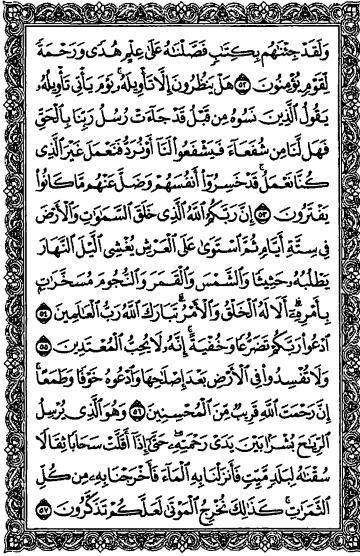 وَلَقَدْ جِئْنَـٰهُم بِكِتَـٰبٍ فَصَّلْنَـٰهُ عَلَىٰ عِلْمٍ هُدًى وَرَحْمَةً
لِّقَوْمٍ يُؤْمِنُونَ ٥٢ هَلْ يَنظُرُونَ إِلَّا تَأْوِيلَهُۥ ۚ يَوْمَ يَأْتِى تَأْوِيلُهُۥ
يَقُولُ ٱلَّذِينَ نَسُوهُ مِن قَبْلُ قَدْ جَآءَتْ رُسُلُ رَبِّنَا بِٱلْحَقِّ
فَهَل لَّنَا مِن شُفَعَآءَ فَيَشْفَعُوا۟ لَنَآ أَوْ نُرَدُّ فَنَعْمَلَ غَيْرَ ٱلَّذِى
كُنَّا نَعْمَلُ ۚ قَدْ خَسِرُوٓا۟ أَنفُسَهُمْ وَضَلَّ عَنْهُم مَّا كَانُوا۟
يَفْتَرُونَ ٥٣ إِنَّ رَبَّكُمُ ٱللَّهُ ٱلَّذِى خَلَقَ ٱلسَّمَـٰوَٰتِ وَٱلْأَرْضَ
فِى سِتَّةِ أَيَّامٍ ثُمَّ ٱسْتَوَىٰ عَلَى ٱلْعَرْشِ يُغْشِى ٱلَّيْلَ ٱلنَّهَارَ
يَطْلُبُهُۥ حَثِيثًا وَٱلشَّمْسَ وَٱلْقَمَرَ وَٱلنُّجُومَ مُسَخَّرَٰتٍۭ
بِأَمْرِهِۦٓ ۗ أَلَا لَهُ ٱلْخَلْقُ وَٱلْأَمْرُ ۗ تَبَارَكَ ٱللَّهُ رَبُّ ٱلْعَـٰلَمِينَ ٥٤
ٱدْعُوا۟ رَبَّكُمْ تَضَرُّعًا وَخُفْيَةً ۚ إِنَّهُۥ لَا يُحِبُّ ٱلْمُعْتَدِينَ ٥٥
وَلَا تُفْسِدُوا۟ فِى ٱلْأَرْضِ بَعْدَ إِصْلَـٰحِهَا وَٱدْعُوهُ خَوْفًا وَطَمَعًا ۚ
إِنَّ رَحْمَتَ ٱللَّهِ قَرِيبٌ مِّنَ ٱلْمُحْسِنِينَ ٥٦ وَهُوَ ٱلَّذِى يُرْسِلُ
ٱلرِّيَـٰحَ بُشْرًۢا بَيْنَ يَدَىْ رَحْمَتِهِۦ ۖ حَتَّىٰٓ إِذَآ أَقَلَّتْ سَحَابًا ثِقَالًا
سُقْنَـٰهُ لِبَلَدٍ مَّيِّتٍ فَأَنزَلْنَا بِهِ ٱلْمَآءَ فَأَخْرَجْنَا بِهِۦ مِن كُلِّ
ٱلثَّمَرَٰتِ ۚ كَذَٰلِكَ نُخْرِجُ ٱلْمَوْتَىٰ لَعَلَّكُمْ تَذَكَّرُونَ ٥٧